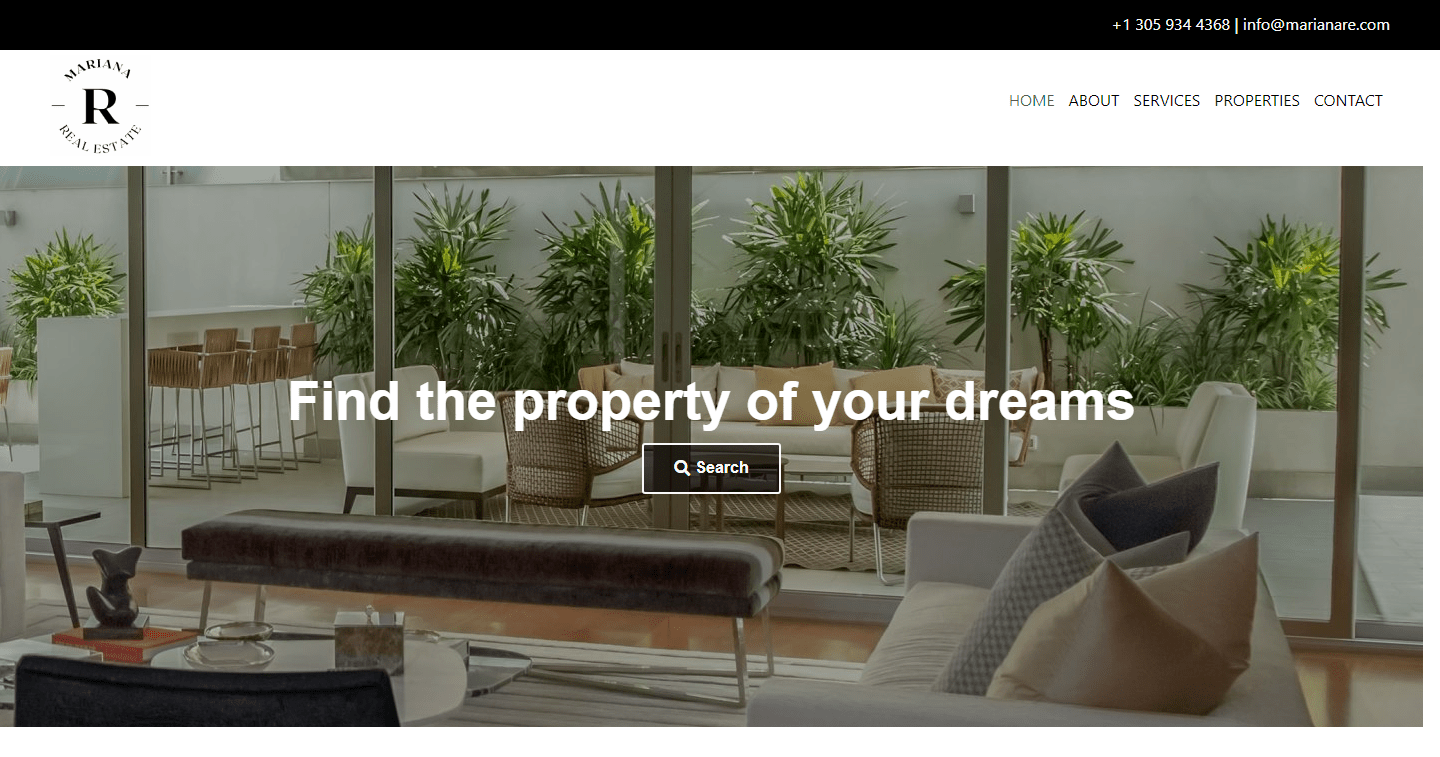 +1 305 934 4368 | info@marianare.com
MARIANA
R
REAL ESTATE
HOME ABOUT SERVICES PROPERTIES CONTACT
Find the property of your dreams
Search